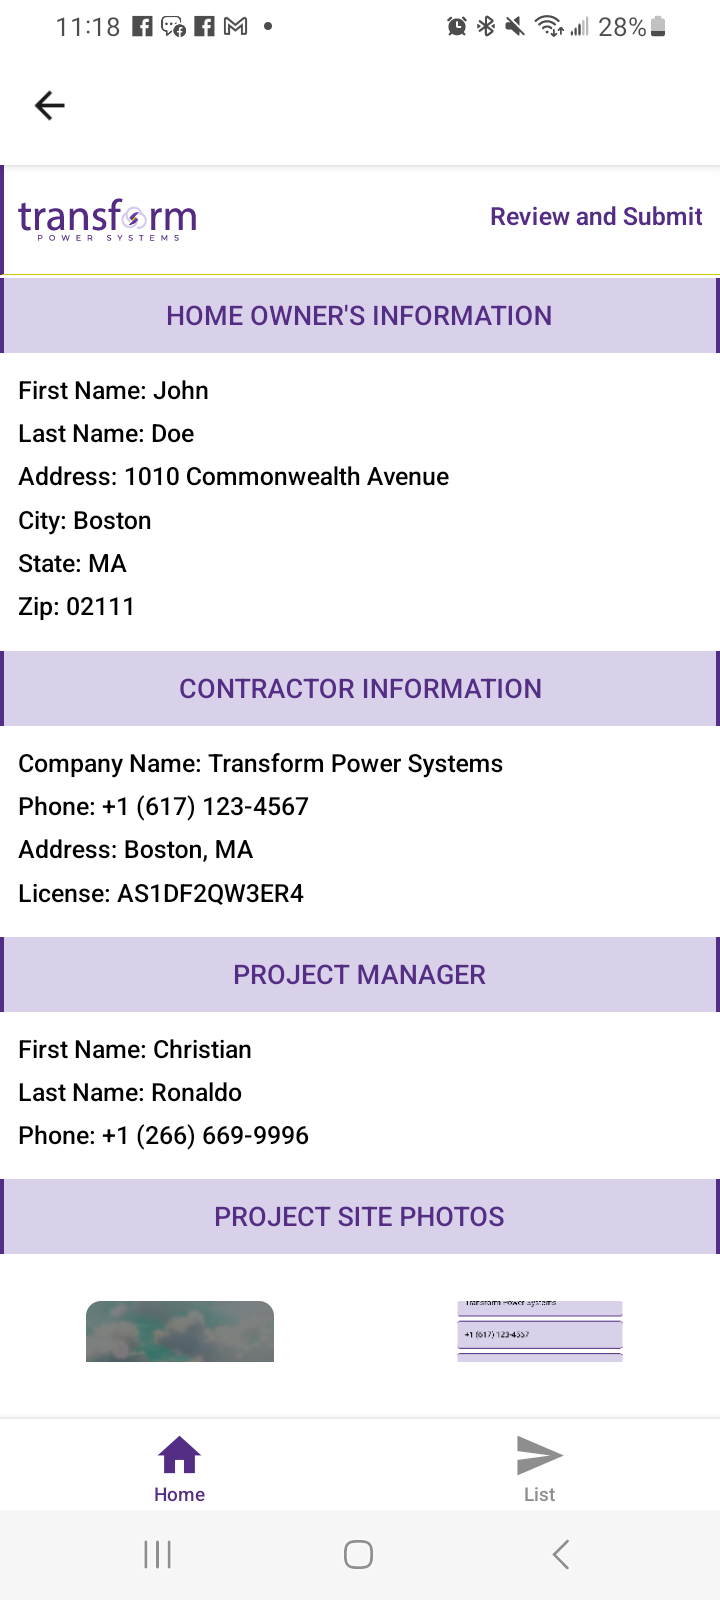 11:18
28%
transform
POWER SYSTEMS
Review and Submit
HOME OWNER'S INFORMATION
First Name: John
Last Name: Doe
Address: 1010 Commonwealth Avenue
City: Boston
State: MA
Zip: 02111
CONTRACTOR INFORMATION
Company Name: Transform Power Systems
Phone: +1 (617) 123-4567
Address: Boston, MA
License: AS1DF2QW3ER4
PROJECT MANAGER
First Name: Christian
Last Name: Ronaldo
Phone: +1 (266) 669-9996
PROJECT SITE PHOTOS
Transform Power Systems
+1 (617) 123-4557
Home
List